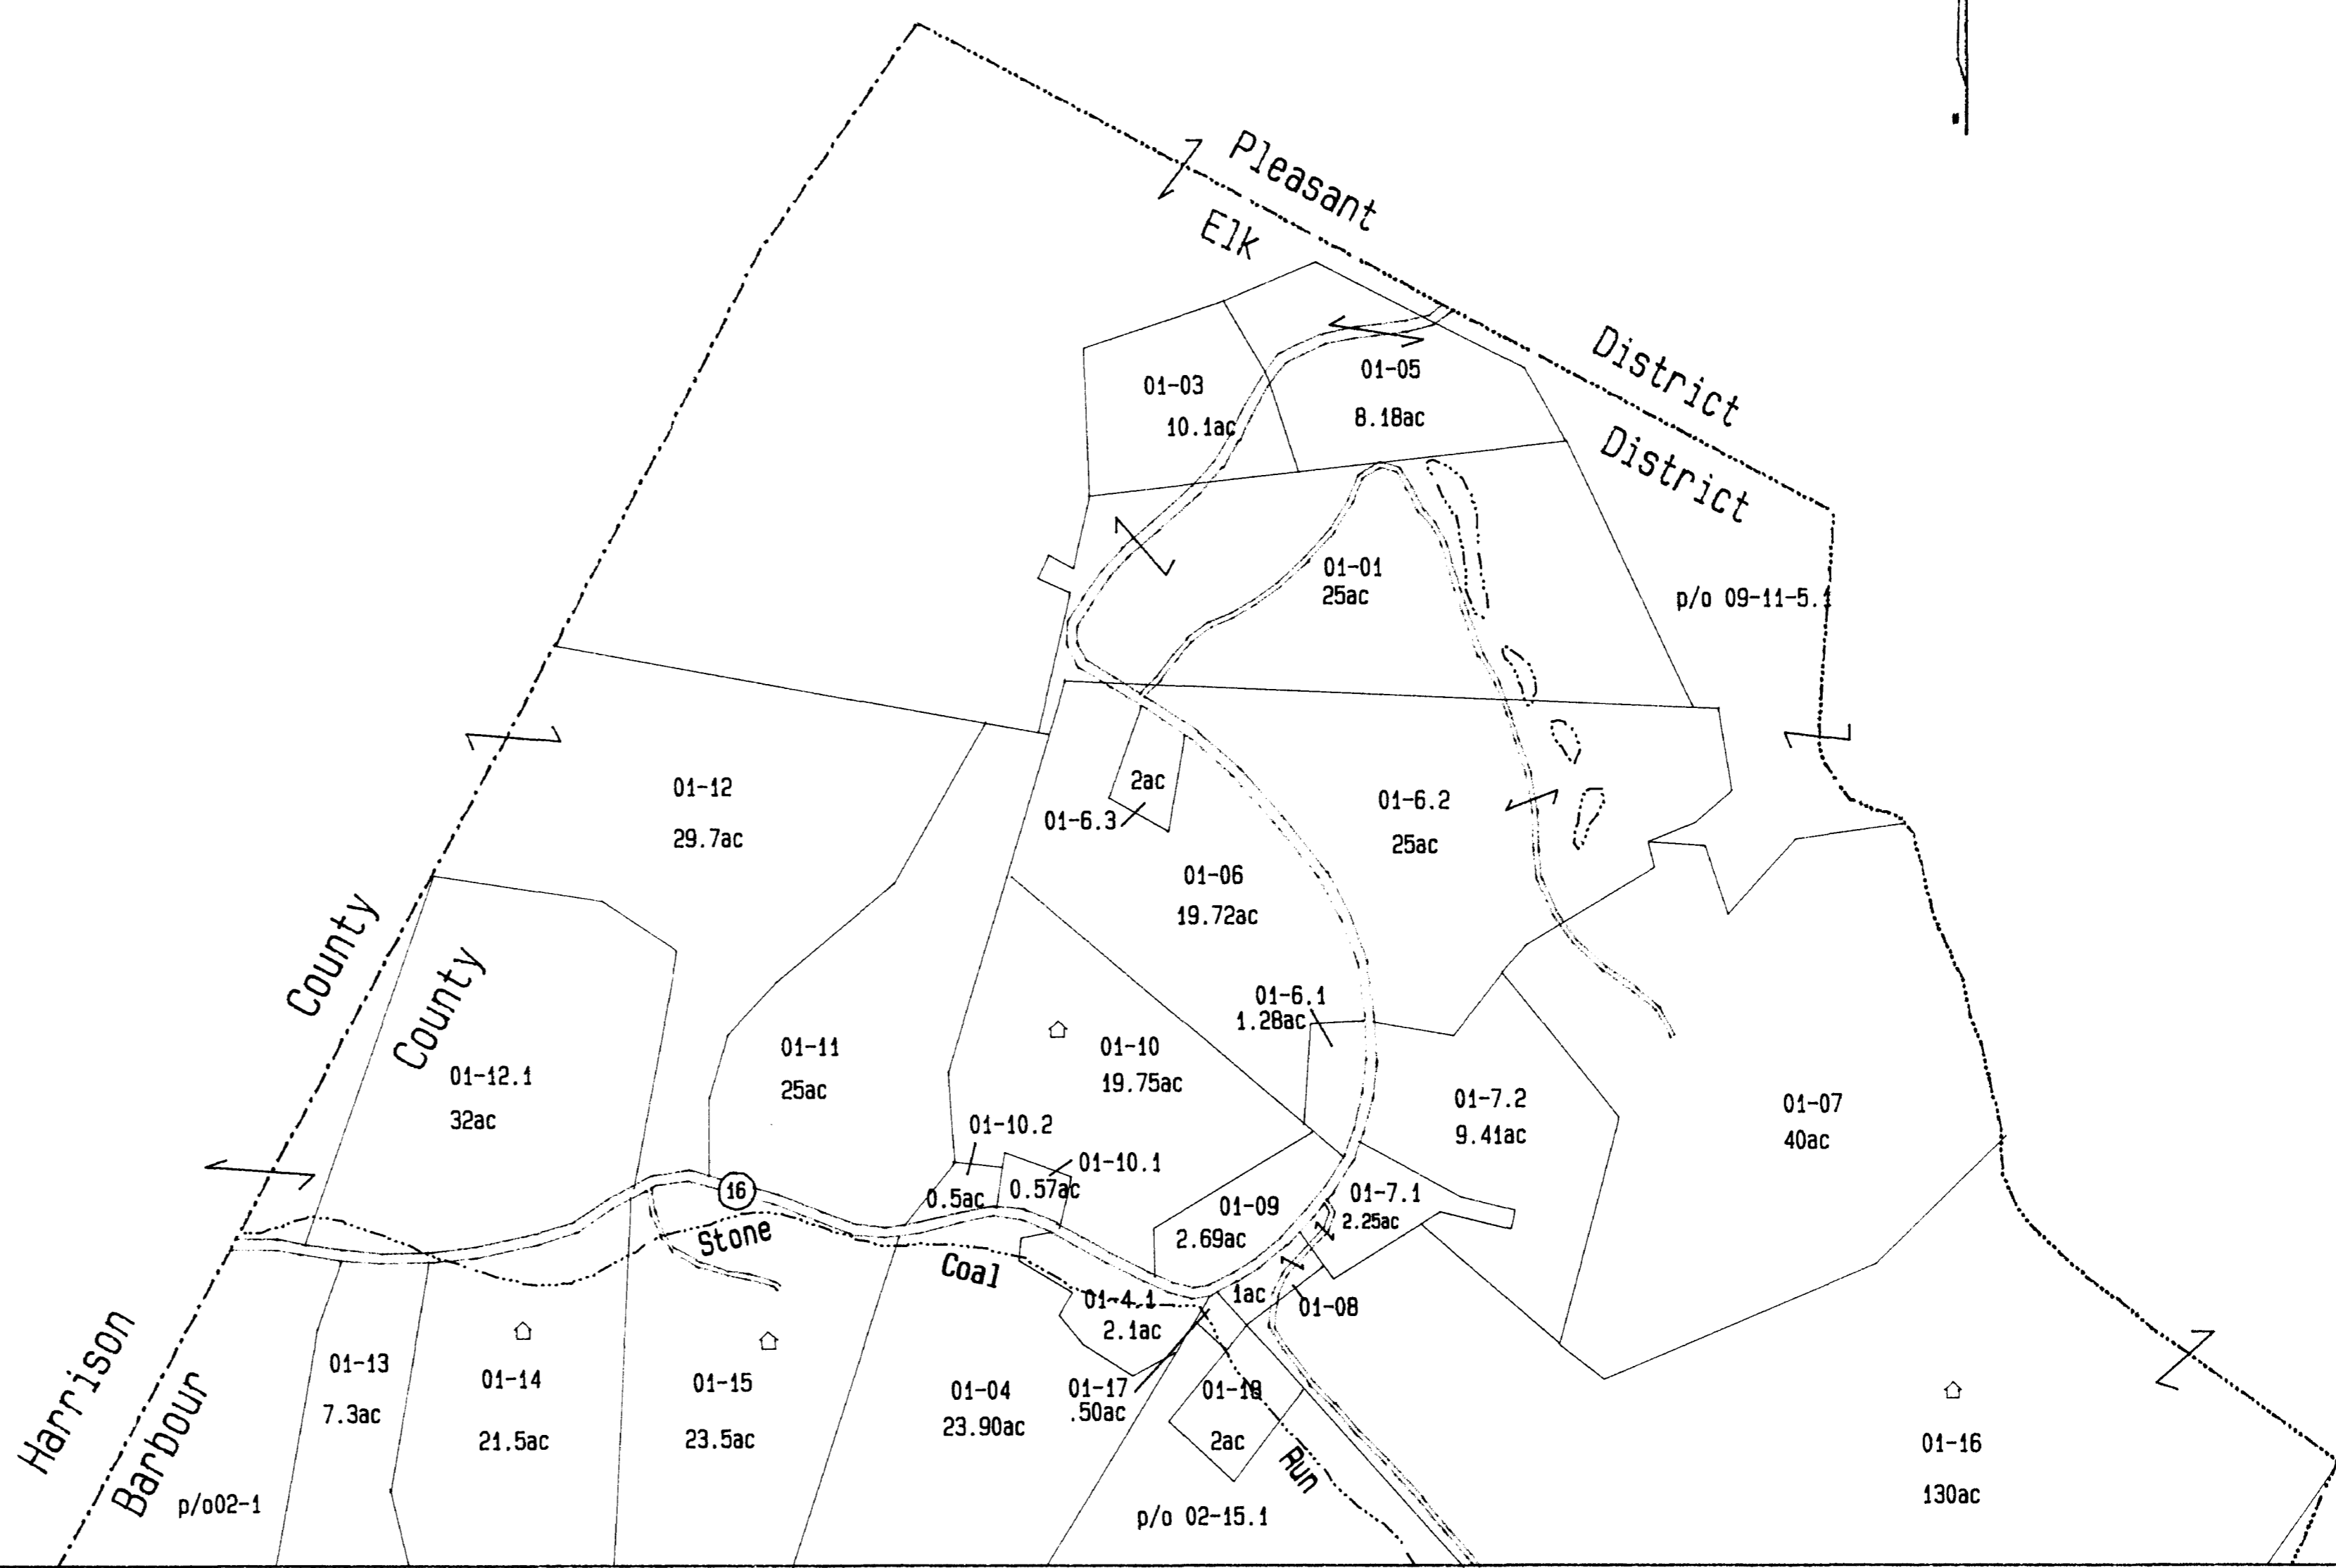 Pleasant
Elk
District
District
01-03
10.1ac
01-05
8.18ac
01-01
25ac
p/o 09-11-5.1
01-12
29.7ac
2ac
01-6.3
01-6.2
25ac
01-06
19.72ac
County
County
01-6.1
1.28ac
01-12.1
32ac
01-11
25ac
01-10
19.75ac
01-7.2
9.41ac
01-07
40ac
01-10.2
01-10.1
0.5ac
0.57ac
16
01-09
2.69ac
01-7.1
2.25ac
Stone
Coal
01-4.1
2.1ac
1ac
01-08
Harrison
Barbour
01-13
7.3ac
01-14
21.5ac
01-15
23.5ac
01-04
23.90ac
01-17
.50ac
01-18
2ac
Run
01-16
130ac
p/o02-1
p/o 02-15.1